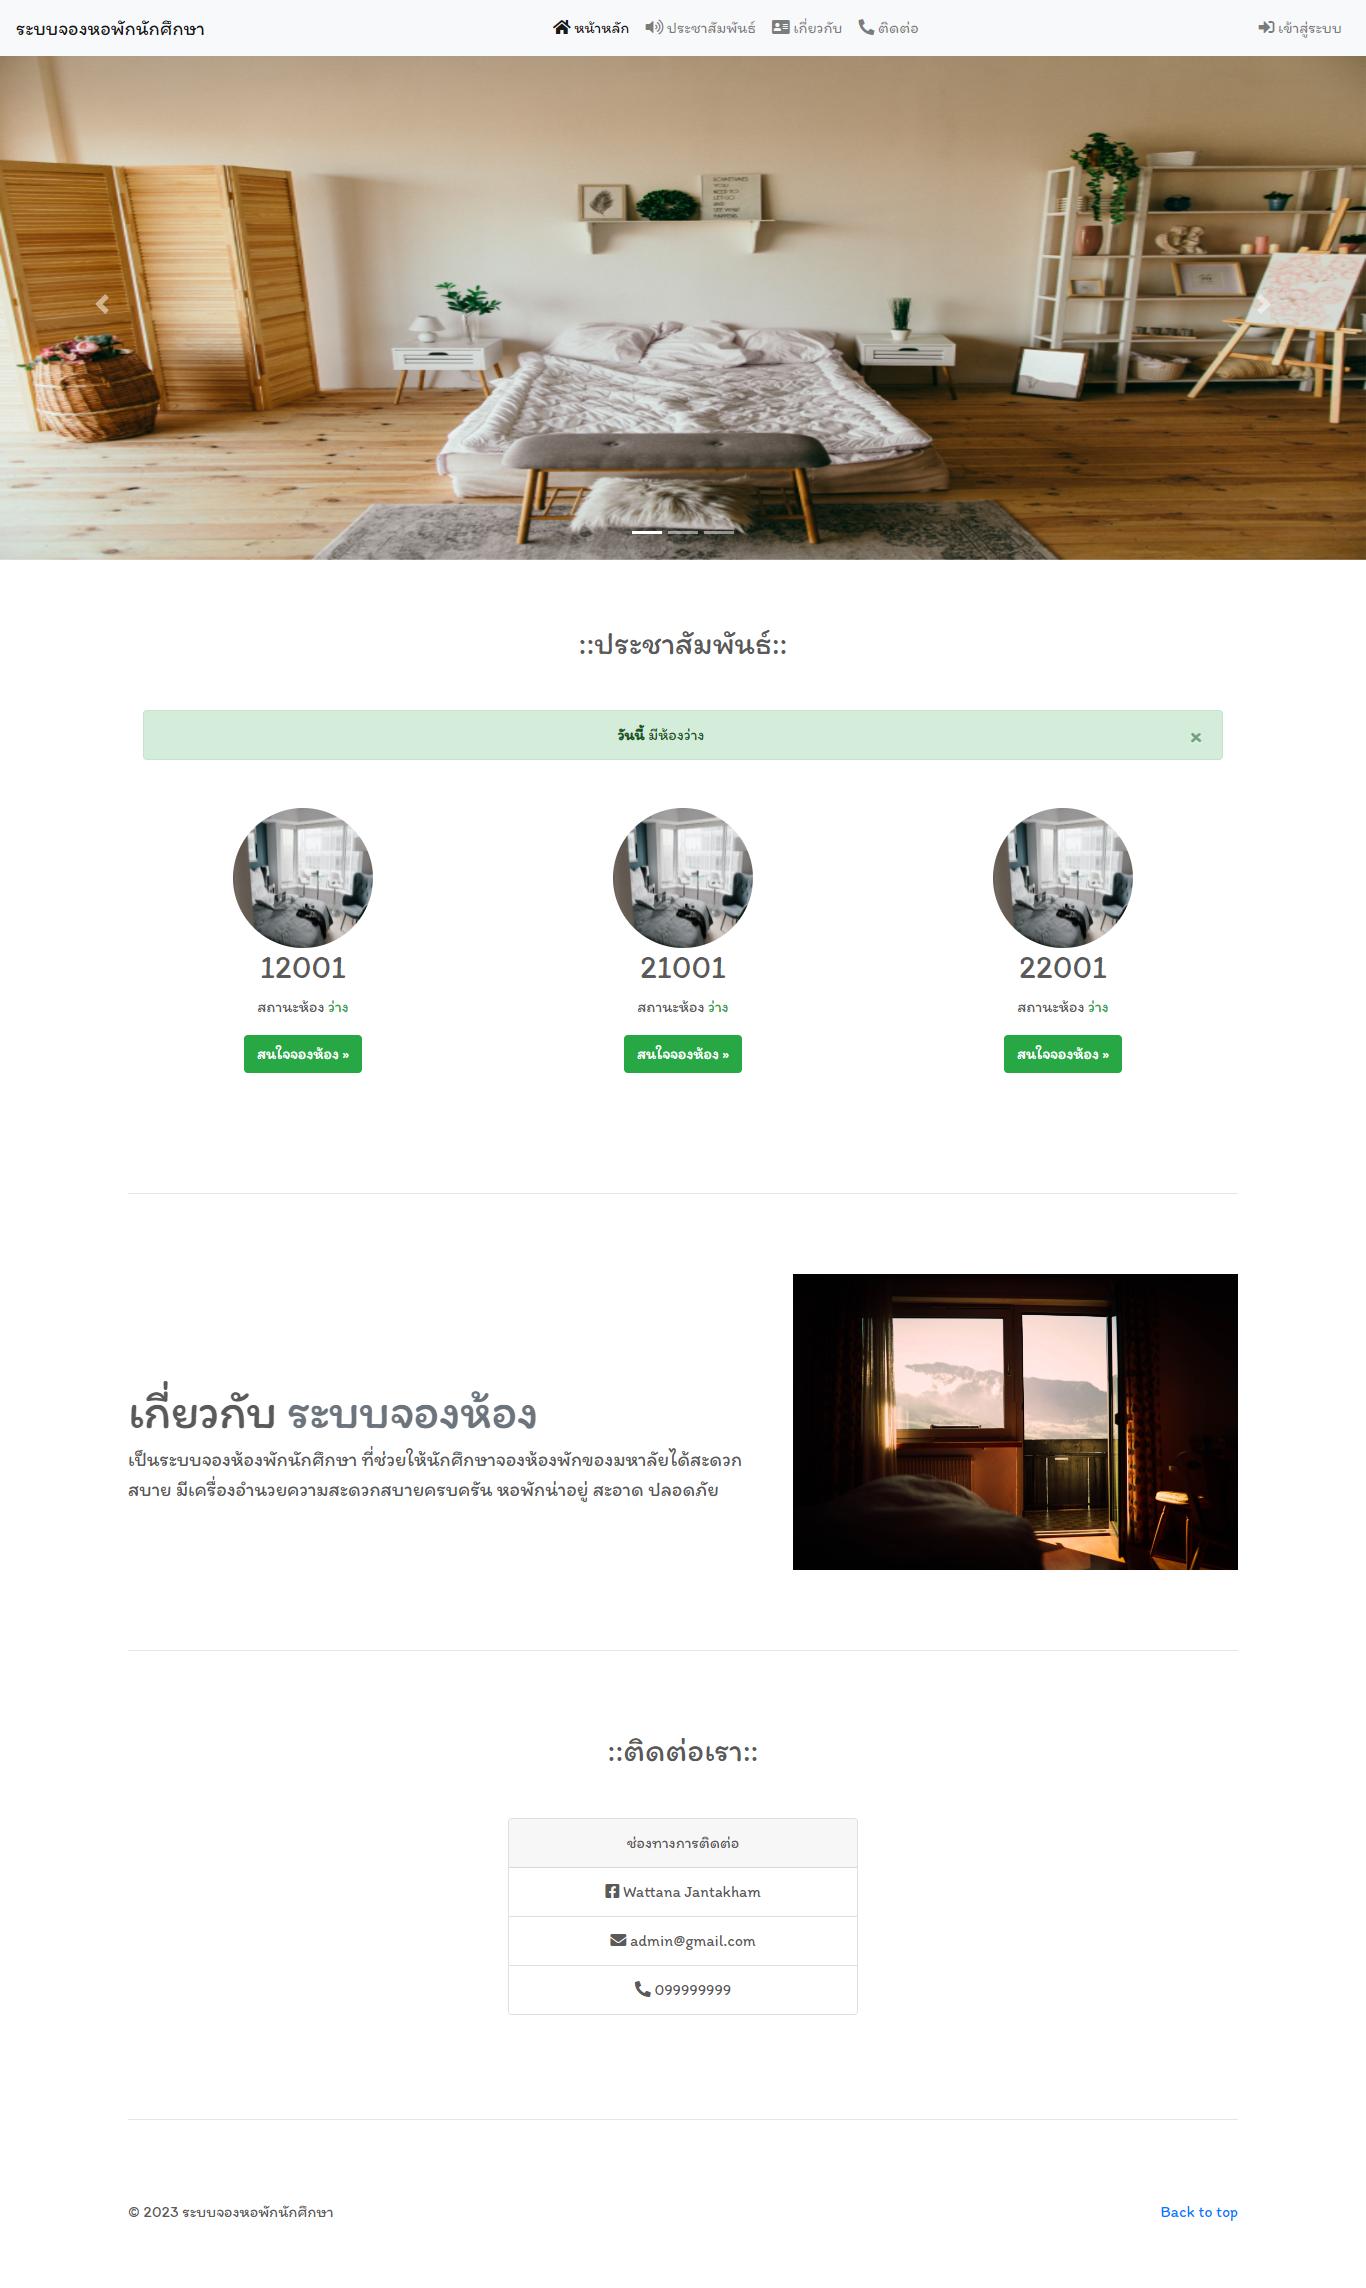 ระบบจองหอพักนักศึกษา
หน้าหลัก ประชาสัมพันธ์ เกี่ยวกับ ติดต่อ
เข้าสู่ระบบ
SOMETIMES
YOU
NEED TO
LET GO
AND
SEE WHAT
HAPPENS
::ประชาสัมพันธ์::
วันนี้ มีห้องว่าง ×
12001
สถานะห้อง ว่าง
สนใจจองห้อง »
21001
สถานะห้อง ว่าง
สนใจจองห้อง »
22001
สถานะห้อง ว่าง
สนใจจองห้อง »
เกี่ยวกับ ระบบจองห้อง
เป็นระบบจองห้องพักนักศึกษา ที่ช่วยให้นักศึกษาจองห้องพักของมหาลัยได้สะดวก
สบาย มีเครื่องอำนวยความสะดวกสบายครบครัน หอพักน่าอยู่ สะอาด ปลอดภัย
::ติดต่อเรา::
ช่องทางการติดต่อ
Wattana Jantakham
admin@gmail.com
099999999
© 2023 ระบบจองหอพักนักศึกษา
Back to top